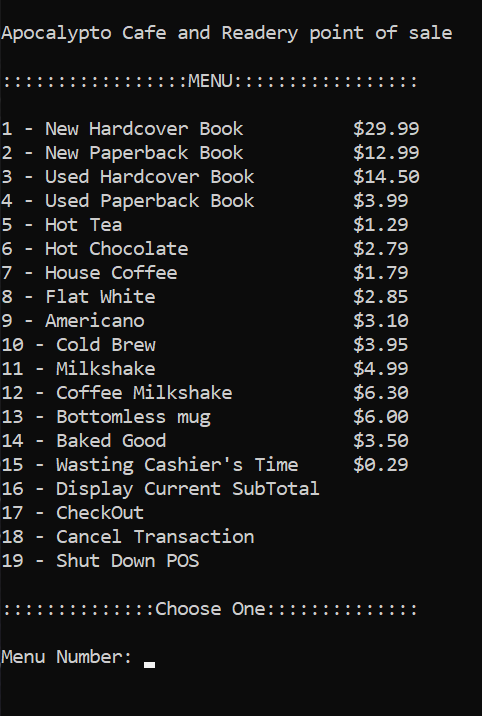 Apocalypto Cafe and Readery point of sale
:::::::::::::::::MENU:::::::::::::::::
1 - New Hardcover Book $29.99
2 - New Paperback Book $12.99
3 - Used Hardcover Book $14.50
4 - Used Paperback Book $3.99
5 - Hot Tea $1.29
6 - Hot Chocolate $2.79
7 - House Coffee $1.79
8 - Flat White $2.85
9 - Americano $3.10
10 - Cold Brew $3.95
11 - Milkshake $4.99
12 - Coffee Milkshake $6.30
13 - Bottomless mug $6.00
14 - Baked Good $3.50
15 - Wasting Cashier's Time $0.29
16 - Display Current SubTotal
17 - CheckOut
18 - Cancel Transaction
19 - Shut Down POS
::::::::::::::Choose One::::::::::::::
Menu Number: